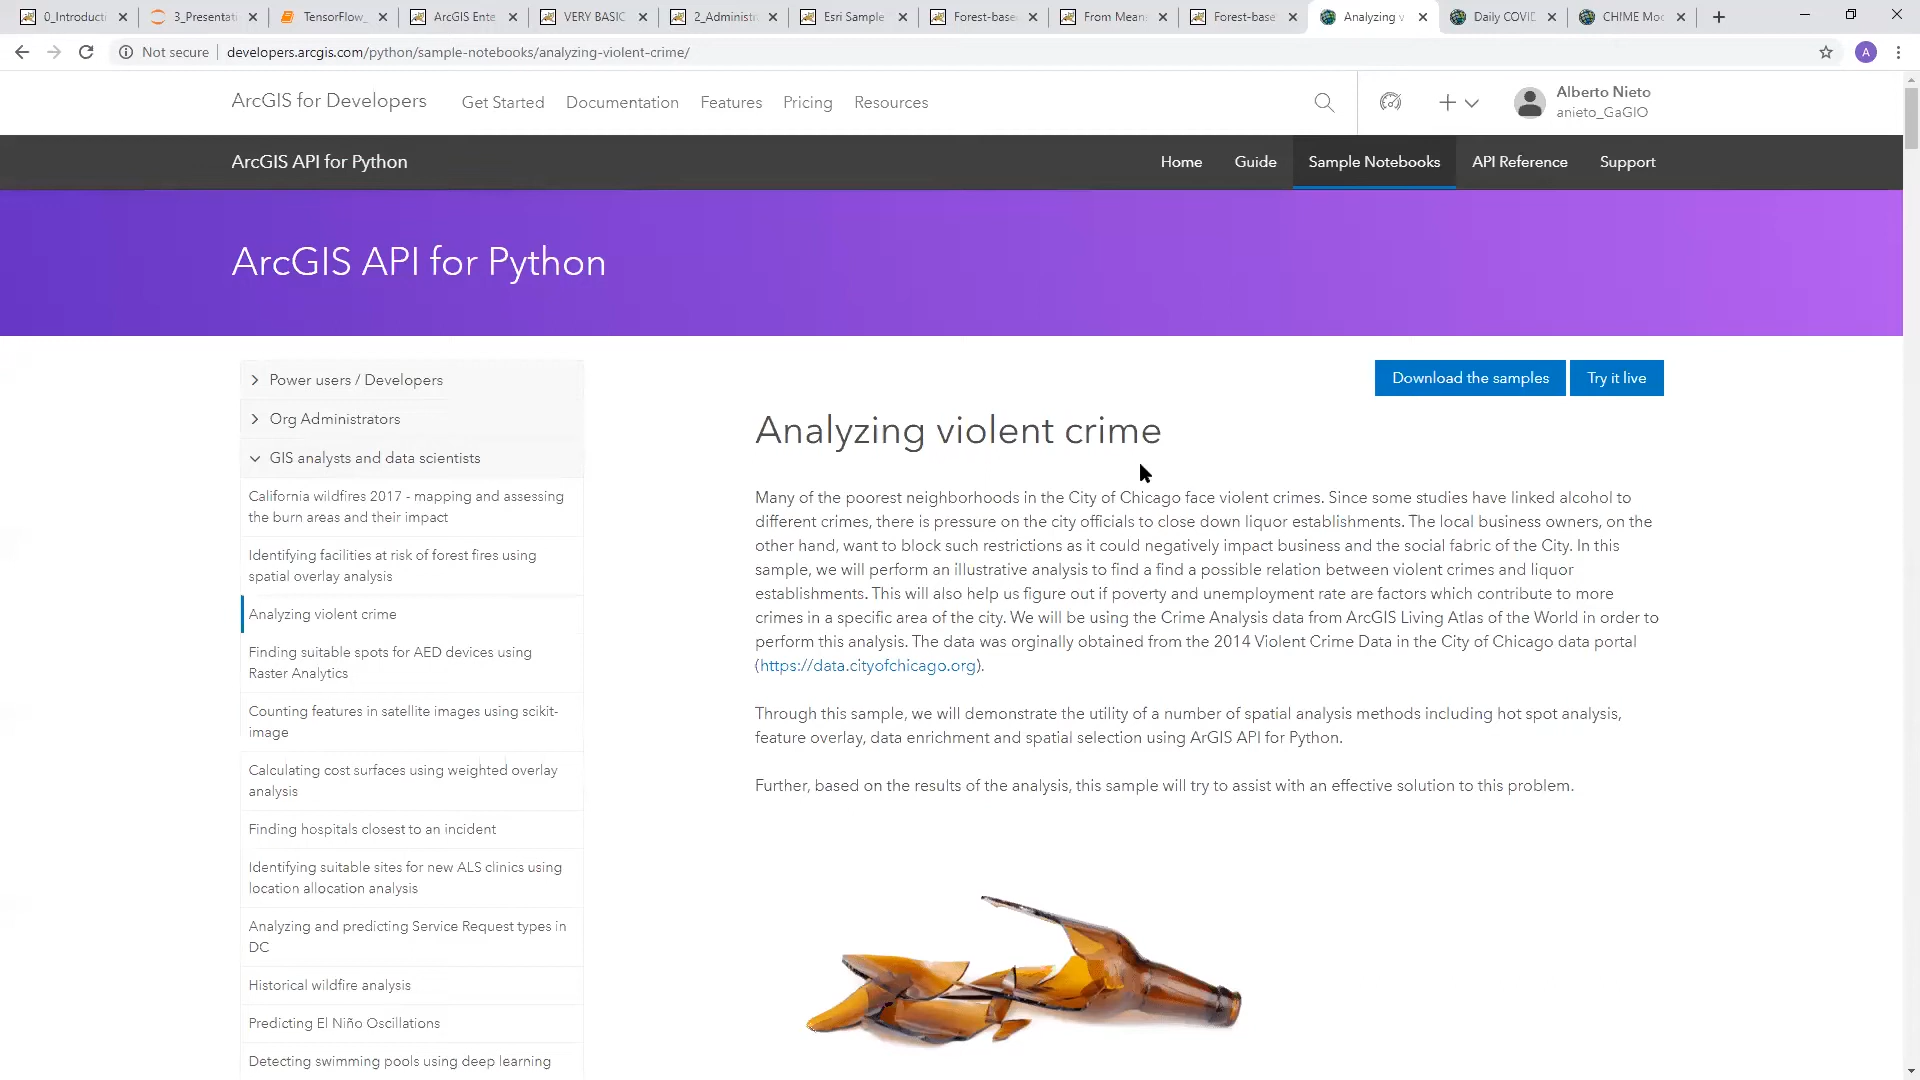 0_Introducti
3_Presentati
TensorFlow_
ArcGIS Ente
VERY BASIC
2_Administr
Esri Sample
Forest-base
From Mean
Forest-base
Analyzing v
Daily COVID
CHIME Mod
Not secure
developers.arcgis.com/python/sample-notebooks/analyzing-violent-crime/
A
ArcGIS for Developers
Get Started
Documentation
Features
Pricing
Resources
Alberto Nieto
anieto_GaGIO
ArcGIS API for Python
Home
Guide
Sample Notebooks
API Reference
Support
ArcGIS API for Python
Power users / Developers
Org Administrators
GIS analysts and data scientists
California wildfires 2017 - mapping and assessing
the burn areas and their impact
Identifying facilities at risk of forest fires using
spatial overlay analysis
Analyzing violent crime
Finding suitable spots for AED devices using
Raster Analytics
Counting features in satellite images using scikit-
image
Calculating cost surfaces using weighted overlay
analysis
Finding hospitals closest to an incident
Identifying suitable sites for new ALS clinics using
location allocation analysis
Analyzing and predicting Service Request types in
DC
Historical wildfire analysis
Predicting El Niño Oscillations
Detecting swimming pools using deep learning
Download the samples
Try it live
Analyzing violent crime
Many of the poorest neighborhoods in the City of Chicago face violent crimes. Since some studies have linked alcohol to
different crimes, there is pressure on the city officials to close down liquor establishments. The local business owners, on the
other hand, want to block such restrictions as it could negatively impact business and the social fabric of the City. In this
sample, we will perform an illustrative analysis to find a find a possible relation between violent crimes and liquor
establishments. This will also help us figure out if poverty and unemployment rate are factors which contribute to more
crimes in a specific area of the city. We will be using the Crime Analysis data from ArcGIS Living Atlas of the World in order to
perform this analysis. The data was orginally obtained from the 2014 Violent Crime Data in the City of Chicago data portal
(https://data.cityofchicago.org).
Through this sample, we will demonstrate the utility of a number of spatial analysis methods including hot spot analysis,
feature overlay, data enrichment and spatial selection using ArGIS API for Python.
Further, based on the results of the analysis, this sample will try to assist with an effective solution to this problem.